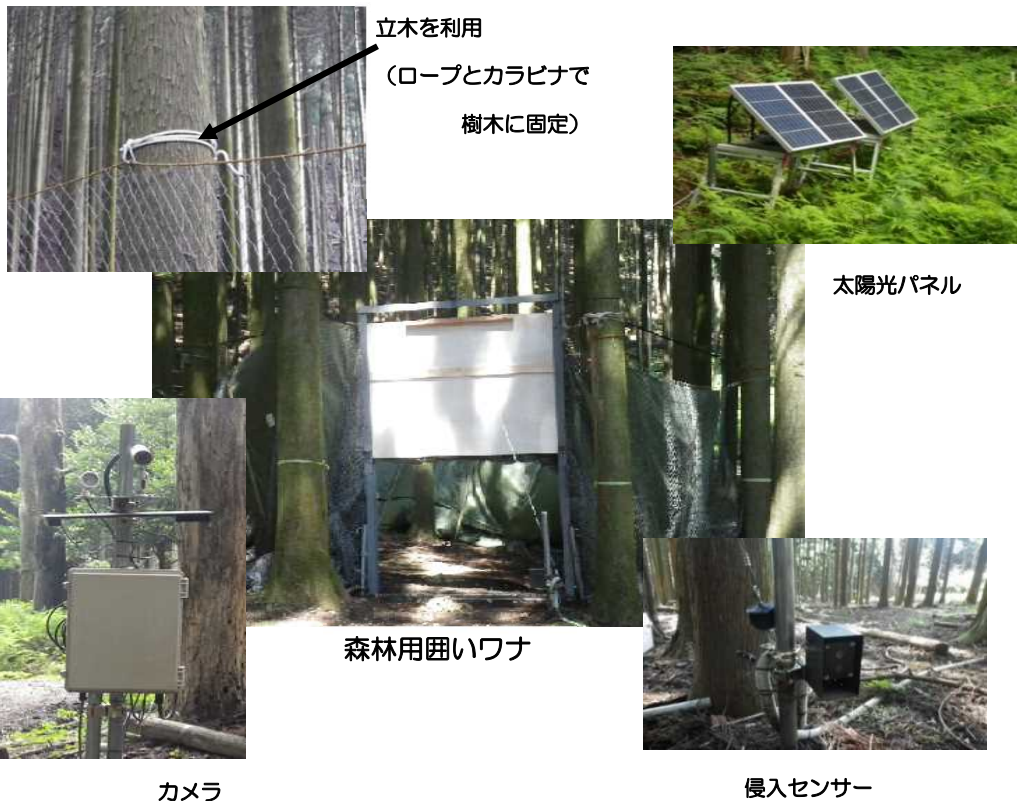 立木を利用
（ロープとカラビナで
樹木に固定）
太陽光パネル
森林用囲いワナ
カメラ
侵入センサー